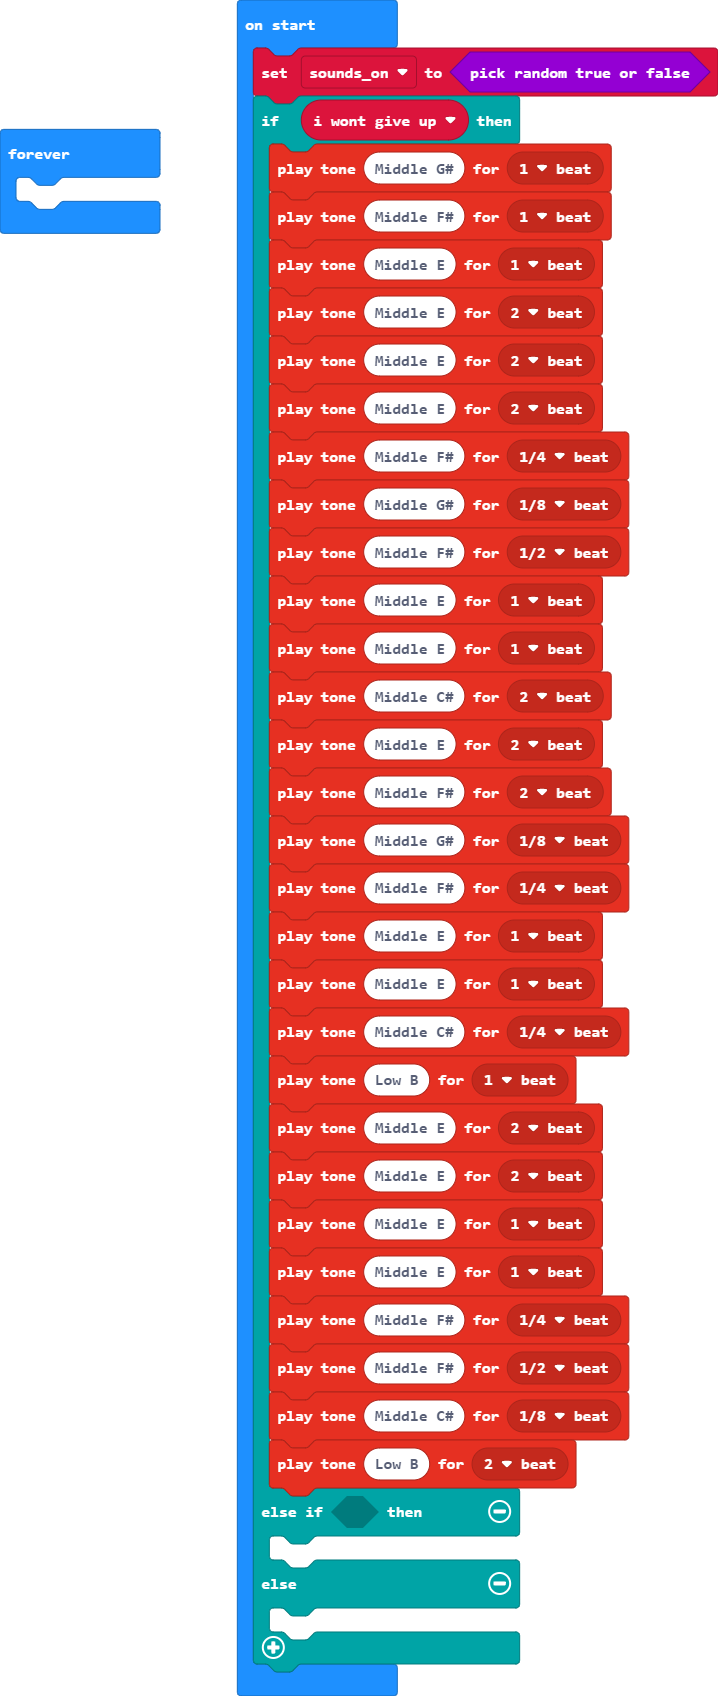 on start
set sounds_on to pick random true or false
if i wont give up then
forever
play tone Middle G# for 1 beat
play tone Middle F# for 1 beat
play tone Middle E for 1 beat
play tone Middle E for 2 beat
play tone Middle E for 2 beat
play tone Middle E for 2 beat
play tone Middle F# for 1/4 beat
play tone Middle G# for 1/8 beat
play tone Middle F# for 1/2 beat
play tone Middle E for 1 beat
play tone Middle E for 1 beat
play tone Middle C# for 2 beat
play tone Middle E for 2 beat
play tone Middle F# for 2 beat
play tone Middle G# for 1/8 beat
play tone Middle F# for 1/4 beat
play tone Middle E for 1 beat
play tone Middle E for 1 beat
play tone Middle C# for 1/4 beat
play tone Low B for 1 beat
play tone Middle E for 2 beat
play tone Middle E for 2 beat
play tone Middle E for 1 beat
play tone Middle E for 1 beat
play tone Middle F# for 1/4 beat
play tone Middle F# for 1/2 beat
play tone Middle C# for 1/8 beat
play tone Low B for 2 beat
else if then
else